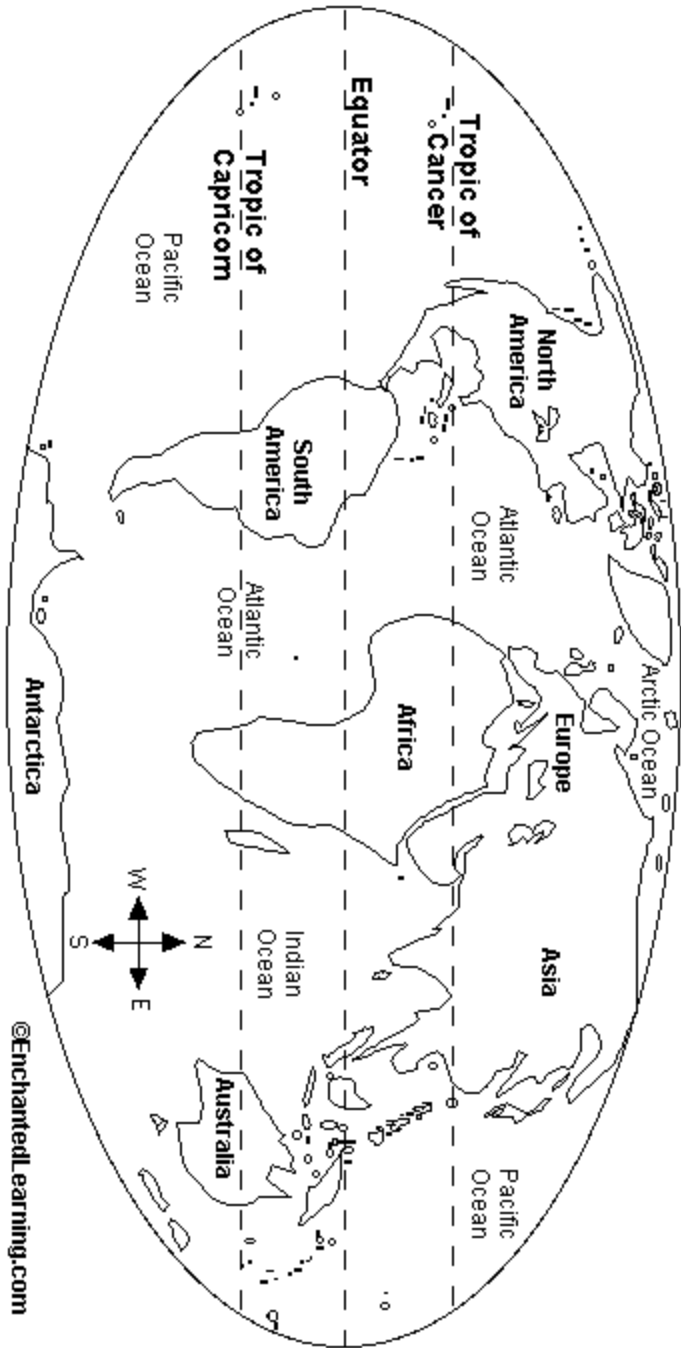 Arctic Ocean
North
America
Europe
Asia
Tropic of
Cancer
Atlantic
Ocean
Pacific
Ocean
Equator
Africa
South
America
Indian
Ocean
Tropic of
Capricorn
Atlantic
Ocean
Australia
Pacific
Ocean
N
W
E
S
Antarctica
©EnchantedLearning.com